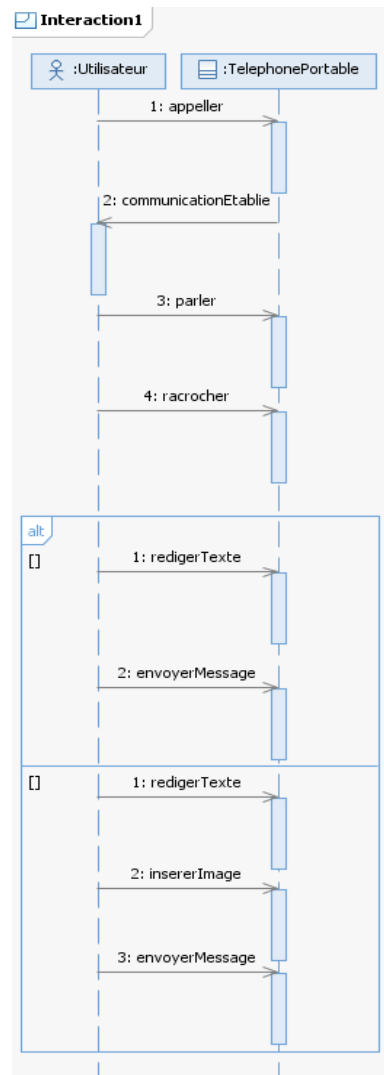 Interaction1
:Utilisateur
:TelephonePortable
1: appeller
2: communicationEtablie
3: parler
4: racrocher
alt
[]
1: redigerTexte
2: envoyerMessage
[]
1: redigerTexte
2: insererImage
3: envoyerMessage